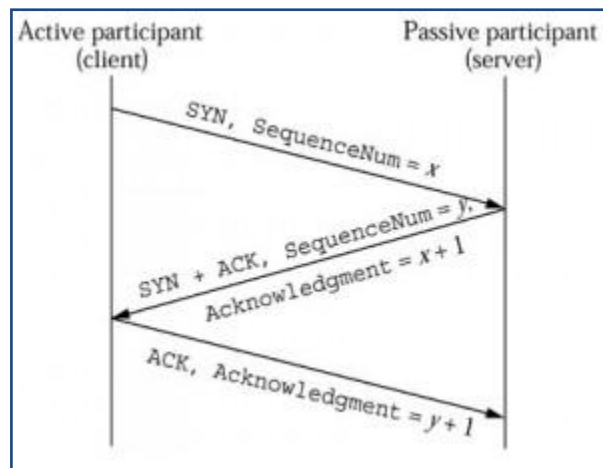 Active participant
(client)
Passive participant
(server)
SYN, SequenceNum = x
SYN + ACK, SequenceNum = y,
Acknowledgment = x + 1
ACK, Acknowledgment = y + 1